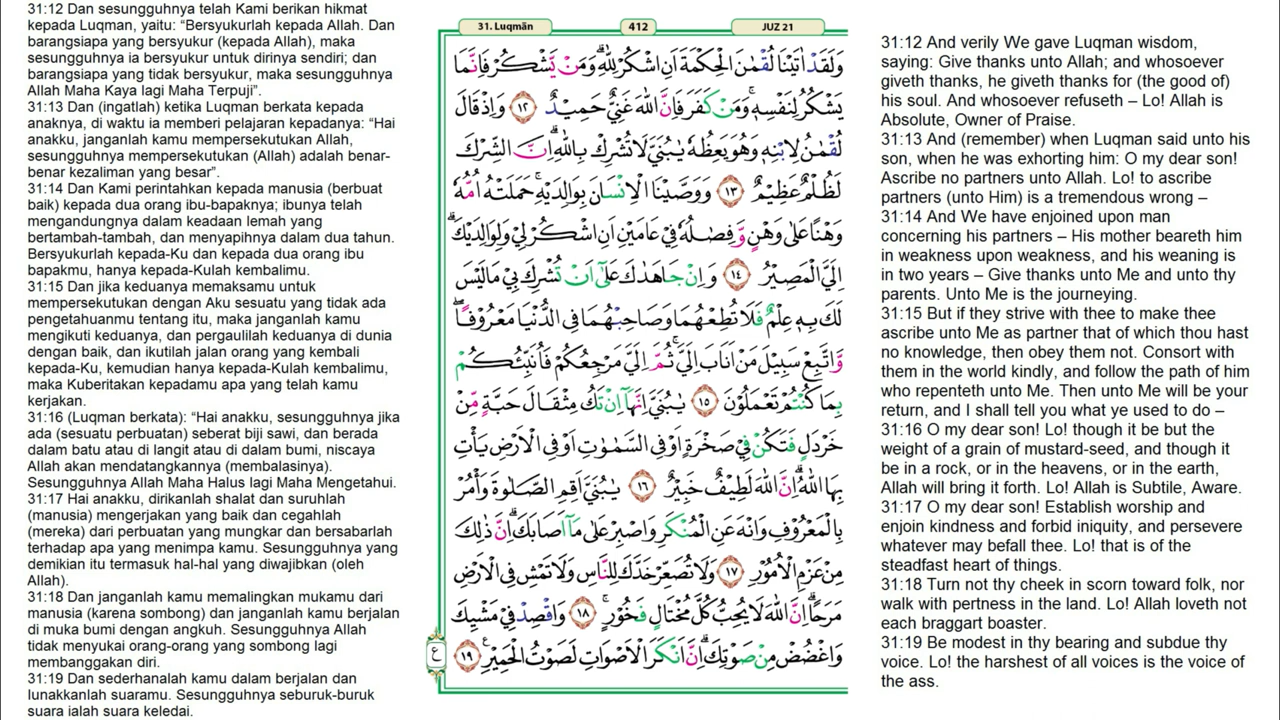 31:12 Dan sesungguhnya telah Kami berikan hikmat
kepada Luqman, yaitu: “Bersyukurlah kepada Allah. Dan
barangsiapa yang bersyukur (kepada Allah), maka
sesungguhnya ia bersyukur untuk dirinya sendiri; dan
barangsiapa yang tidak bersyukur, maka sesungguhnya
Allah Maha Kaya lagi Maha Terpuji”.
31:13 Dan (ingatlah) ketika Luqman berkata kepada
anaknya, di waktu ia memberi pelajaran kepadanya: “Hai
anakku, janganlah kamu mempersekutukan Allah,
sesungguhnya mempersekutukan (Allah) adalah benar-
benar kezaliman yang besar”.
31:14 Dan Kami perintahkan kepada manusia (berbuat
baik) kepada dua orang ibu-bapaknya; ibunya telah
mengandungnya dalam keadaan lemah yang
bertambah-tambah, dan menyapihnya dalam dua tahun.
Bersyukurlah kepada-Ku dan kepada dua orang ibu
bapakmu, hanya kepada-Kulah kembalimu.
31:15 Dan jika keduanya memaksamu untuk
mempersekutukan dengan Aku sesuatu yang tidak ada
pengetahuanmu tentang itu, maka janganlah kamu
mengikuti keduanya, dan pergaulilah keduanya di dunia
dengan baik, dan ikutilah jalan orang yang kembali
kepada-Ku, kemudian hanya kepada-Kulah kembalimu,
maka Kuberitakan kepadamu apa yang telah kamu
kerjakan.
31:16 (Luqman berkata): “Hai anakku, sesungguhnya jika
ada (sesuatu perbuatan) seberat biji sawi, dan berada
dalam batu atau di langit atau di dalam bumi, niscaya
Allah akan mendatangkannya (membalasinya).
Sesungguhnya Allah Maha Halus lagi Maha Mengetahui.
31:17 Hai anakku, dirikanlah shalat dan suruhlah
(manusia) mengerjakan yang baik dan cegahlah
(mereka) dari perbuatan yang mungkar dan bersabarlah
terhadap apa yang menimpa kamu. Sesungguhnya yang
demikian itu termasuk hal-hal yang diwajibkan (oleh
Allah).
31:18 Dan janganlah kamu memalingkan mukamu dari
manusia (karena sombong) dan janganlah kamu berjalan
di muka bumi dengan angkuh. Sesungguhnya Allah
tidak menyukai orang-orang yang sombong lagi
membanggakan diri.
31:19 Dan sederhanalah kamu dalam berjalan dan
lunakkanlah suaramu. Sesungguhnya seburuk-buruk
suara ialah suara keledai.
31. Luqmān 412 JUZ 21
وَلَقَدْ اٰتَيْنَا لُقْمٰنَ الْحِكْمَةَ اَنِ اشْكُرْ لِلّٰهِ ۗوَمَنْ يَّشْكُرْ فَاِنَّمَا
يَشْكُرُ لِنَفْسِهٖۚ وَمَنْ كَفَرَ فَاِنَّ اللّٰهَ غَنِيٌّ حَمِيْدٌ ۝١٢ وَاِذْ قَالَ
لُقْمٰنُ لِابْنِهٖ وَهُوَ يَعِظُهٗ يٰبُنَيَّ لَا تُشْرِكْ بِاللّٰهِ ۗاِنَّ الشِّرْكَ
لَظُلْمٌ عَظِيْمٌ ۝١٣ وَوَصَّيْنَا الْاِنْسَانَ بِوَالِدَيْهِۚ حَمَلَتْهُ اُمُّهٗ
وَهْنًا عَلٰى وَهْنٍ وَّفِصٰلُهٗ فِيْ عَامَيْنِ اَنِ اشْكُرْ لِيْ وَلِوَالِدَيْكَۗ
اِلَيَّ الْمَصِيْرُ ۝١٤ وَاِنْ جَاهَدٰكَ عَلٰٓى اَنْ تُشْرِكَ بِيْ مَا لَيْسَ
لَكَ بِهٖ عِلْمٌ فَلَا تُطِعْهُمَا وَصَاحِبْهُمَا فِى الدُّنْيَا مَعْرُوْفًاۖ
وَّاتَّبِعْ سَبِيْلَ مَنْ اَنَابَ اِلَيَّۚ ثُمَّ اِلَيَّ مَرْجِعُكُمْ فَاُنَبِّئُكُمْ
بِمَا كُنْتُمْ تَعْمَلُوْنَ ۝١٥ يٰبُنَيَّ اِنَّهَآ اِنْ تَكُ مِثْقَالَ حَبَّةٍ مِّنْ
خَرْدَلٍ فَتَكُنْ فِيْ صَخْرَةٍ اَوْ فِى السَّمٰوٰتِ اَوْ فِى الْاَرْضِ يَأْتِ
بِهَا اللّٰهُ ۗاِنَّ اللّٰهَ لَطِيْفٌ خَبِيْرٌ ۝١٦ يٰبُنَيَّ اَقِمِ الصَّلٰوةَ وَأْمُرْ
بِالْمَعْرُوْفِ وَانْهَ عَنِ الْمُنْكَرِ وَاصْبِرْ عَلٰى مَآ اَصَابَكَۗ اِنَّ ذٰلِكَ
مِنْ عَزْمِ الْاُمُوْرِ ۝١٧ وَلَا تُصَعِّرْ خَدَّكَ لِلنَّاسِ وَلَا تَمْشِ فِى الْاَرْضِ
مَرَحًاۗ اِنَّ اللّٰهَ لَا يُحِبُّ كُلَّ مُخْتَالٍ فَخُوْرٍۚ ۝١٨ وَاقْصِدْ فِيْ مَشْيِكَ
وَاغْضُضْ مِنْ صَوْتِكَۗ اِنَّ اَنْكَرَ الْاَصْوَاتِ لَصَوْتُ الْحَمِيْرِ ۝١٩
ع
31:12 And verily We gave Luqman wisdom,
saying: Give thanks unto Allah; and whosoever
giveth thanks, he giveth thanks for (the good of)
his soul. And whosoever refuseth – Lo! Allah is
Absolute, Owner of Praise.
31:13 And (remember) when Luqman said unto his
son, when he was exhorting him: O my dear son!
Ascribe no partners unto Allah. Lo! to ascribe
partners (unto Him) is a tremendous wrong –
31:14 And We have enjoined upon man
concerning his partners – His mother beareth him
in weakness upon weakness, and his weaning is
in two years – Give thanks unto Me and unto thy
parents. Unto Me is the journeying.
31:15 But if they strive with thee to make thee
ascribe unto Me as partner that of which thou hast
no knowledge, then obey them not. Consort with
them in the world kindly, and follow the path of him
who repenteth unto Me. Then unto Me will be your
return, and I shall tell you what ye used to do –
31:16 O my dear son! Lo! though it be but the
weight of a grain of mustard-seed, and though it
be in a rock, or in the heavens, or in the earth,
Allah will bring it forth. Lo! Allah is Subtile, Aware.
31:17 O my dear son! Establish worship and
enjoin kindness and forbid iniquity, and persevere
whatever may befall thee. Lo! that is of the
steadfast heart of things.
31:18 Turn not thy cheek in scorn toward folk, nor
walk with pertness in the land. Lo! Allah loveth not
each braggart boaster.
31:19 Be modest in thy bearing and subdue thy
voice. Lo! the harshest of all voices is the voice of
the ass.